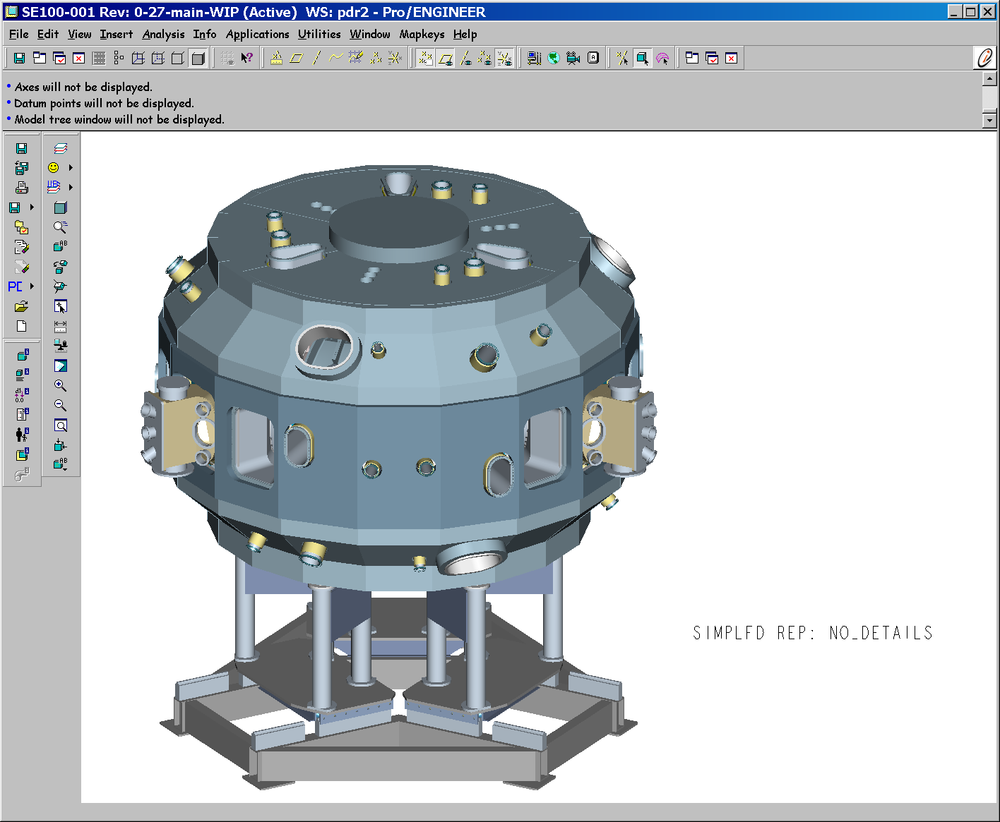 SE100-001 Rev: 0-27-main-WIP (Active)  WS: pdr2 - Pro/ENGINEER
File Edit View Insert Analysis Info Applications Utilities Window Mapkeys Help
• Axes will not be displayed.
• Datum points will not be displayed.
• Model tree window will not be displayed.
SIMPLFD REP: NO_DETAILS